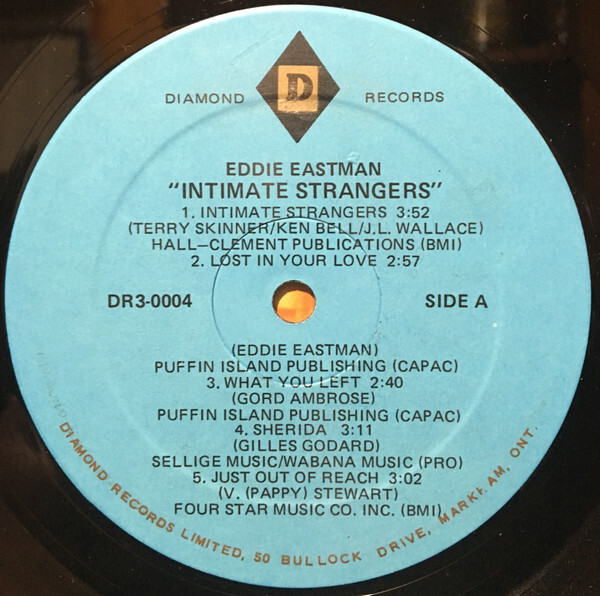 D
DIAMOND RECORDS
EDDIE EASTMAN
"INTIMATE STRANGERS"
1. INTIMATE STRANGERS 3:52
(TERRY SKINNER/KEN BELL/J.L. WALLACE)
HALL-CLEMENT PUBLICATIONS (BMI)
2. LOST IN YOUR LOVE 2:57
DR3-0004 SIDE A
(EDDIE EASTMAN)
PUFFIN ISLAND PUBLISHING (CAPAC)
3. WHAT YOU LEFT 2:40
(GORD AMBROSE)
PUFFIN ISLAND PUBLISHING (CAPAC)
4. SHERIDA 3:11
(GILLES GODARD)
SELLIGE MUSIC/WABANA MUSIC (PRO)
5. JUST OUT OF REACH 3:02
(V. (PAPPY) STEWART)
FOUR STAR MUSIC CO. INC. (BMI)
DIAMOND RECORDS LIMITED, 50 BULLOCK DRIVE, MARKHAM, ONT.